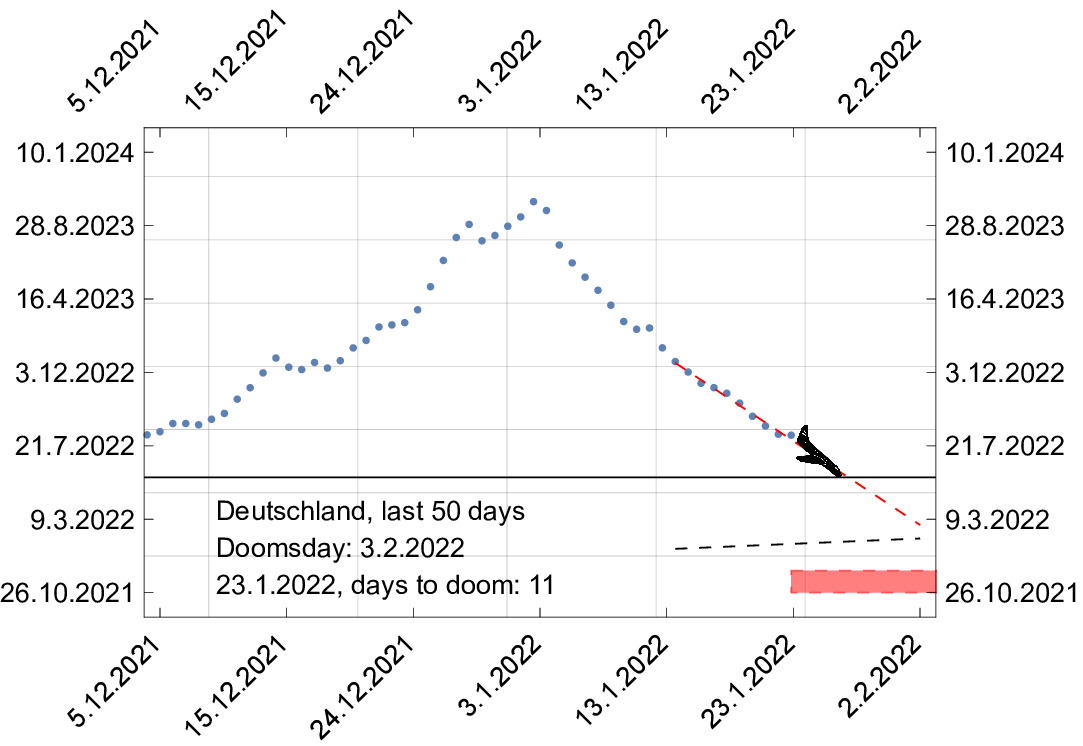 5.12.2021 15.12.2021 24.12.2021 3.1.2022 13.1.2022 23.1.2022 2.2.2022
10.1.2024 10.1.2024
28.8.2023 28.8.2023
16.4.2023 16.4.2023
3.12.2022 3.12.2022
21.7.2022 21.7.2022
9.3.2022 9.3.2022
26.10.2021 26.10.2021
Deutschland, last 50 days
Doomsday: 3.2.2022
23.1.2022, days to doom: 11
5.12.2021 15.12.2021 24.12.2021 3.1.2022 13.1.2022 23.1.2022 2.2.2022